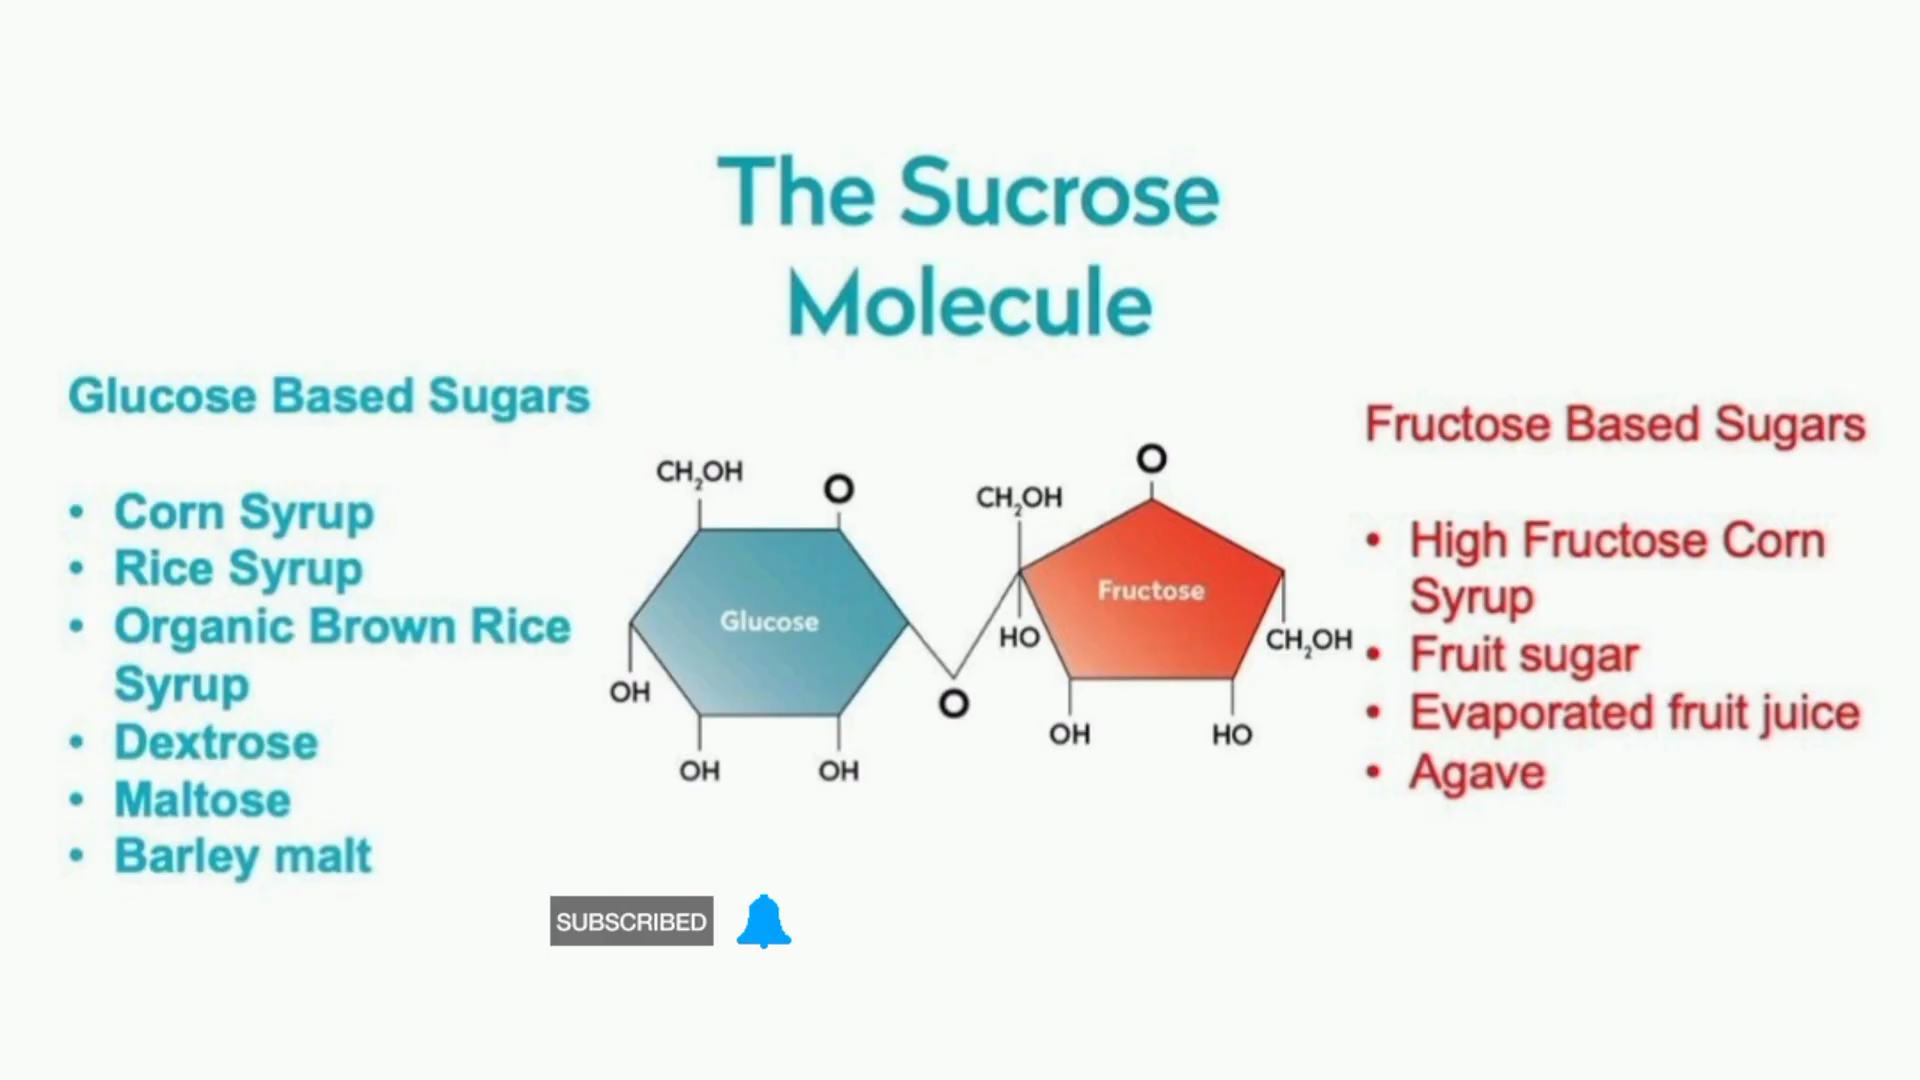 The Sucrose
Molecule
Glucose Based Sugars
• Corn Syrup
• Rice Syrup
• Organic Brown Rice
Syrup
• Dextrose
• Maltose
• Barley malt
CH₂OH
O
Glucose
OH
OH
OH
O
CH₂OH
O
Fructose
HO
CH₂OH
OH
HO
Fructose Based Sugars
• High Fructose Corn
Syrup
• Fruit sugar
• Evaporated fruit juice
• Agave
SUBSCRIBED